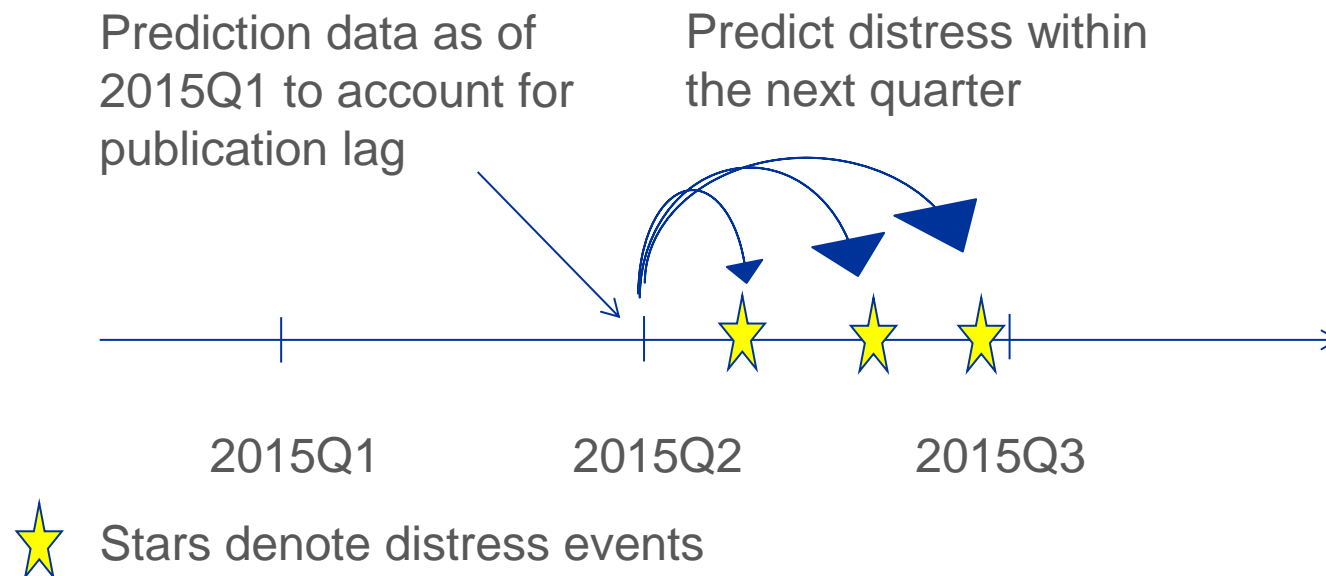 Prediction data as of
2015Q1 to account for
publication lag
Predict distress within
the next quarter
2015Q1
2015Q2
2015Q3
Stars denote distress events